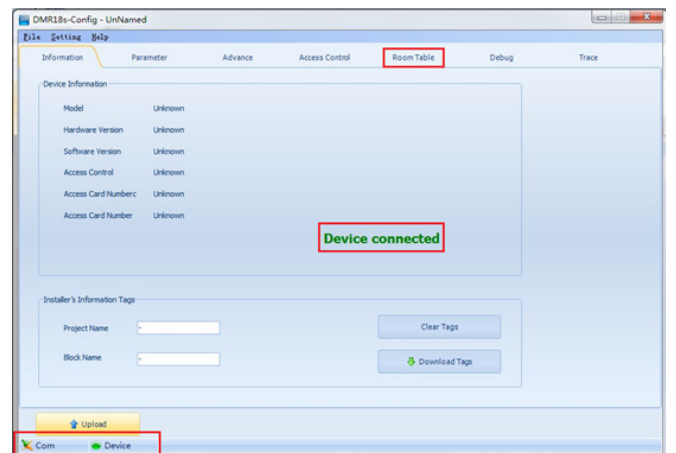 DMR18s-Config - UnNamed
File Setting Help
Information Parameter Advance Access Control Room Table Debug Trace
Device Information
Model Unknown
Hardware Version Unknown
Software Version Unknown
Access Control Unknown
Access Card Numberc Unknown
Access Card Number Unknown
Device connected
Installer's Information Tags
Project Name -
Clear Tags
Block Name -
Download Tags
Upload
Com Device